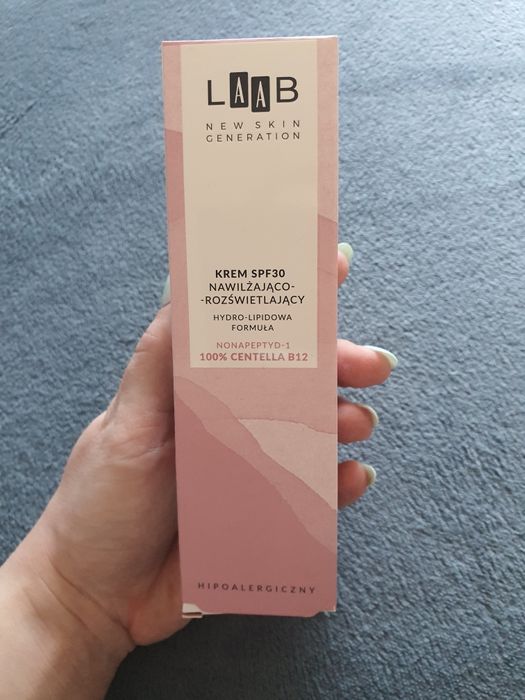 LAAB
NEW SKIN
GENERATION
KREM SPF30
NAWILŻAJĄCO-
-ROZŚWIETLAJĄCY
HYDRO-LIPIDOWA
FORMUŁA
NONAPEPTYD-1
100% CENTELLA B12
HIPOALERGICZNY